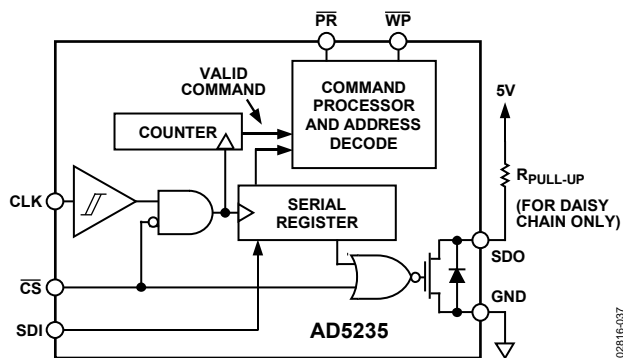 PR WP
VALID
COMMAND
COMMAND
PROCESSOR
AND ADDRESS
DECODE
5V
COUNTER
RPULL-UP
(FOR DAISY
CHAIN ONLY)
CLK
SERIAL
REGISTER
SDO
CS
GND
SDI
AD5235
02816-037